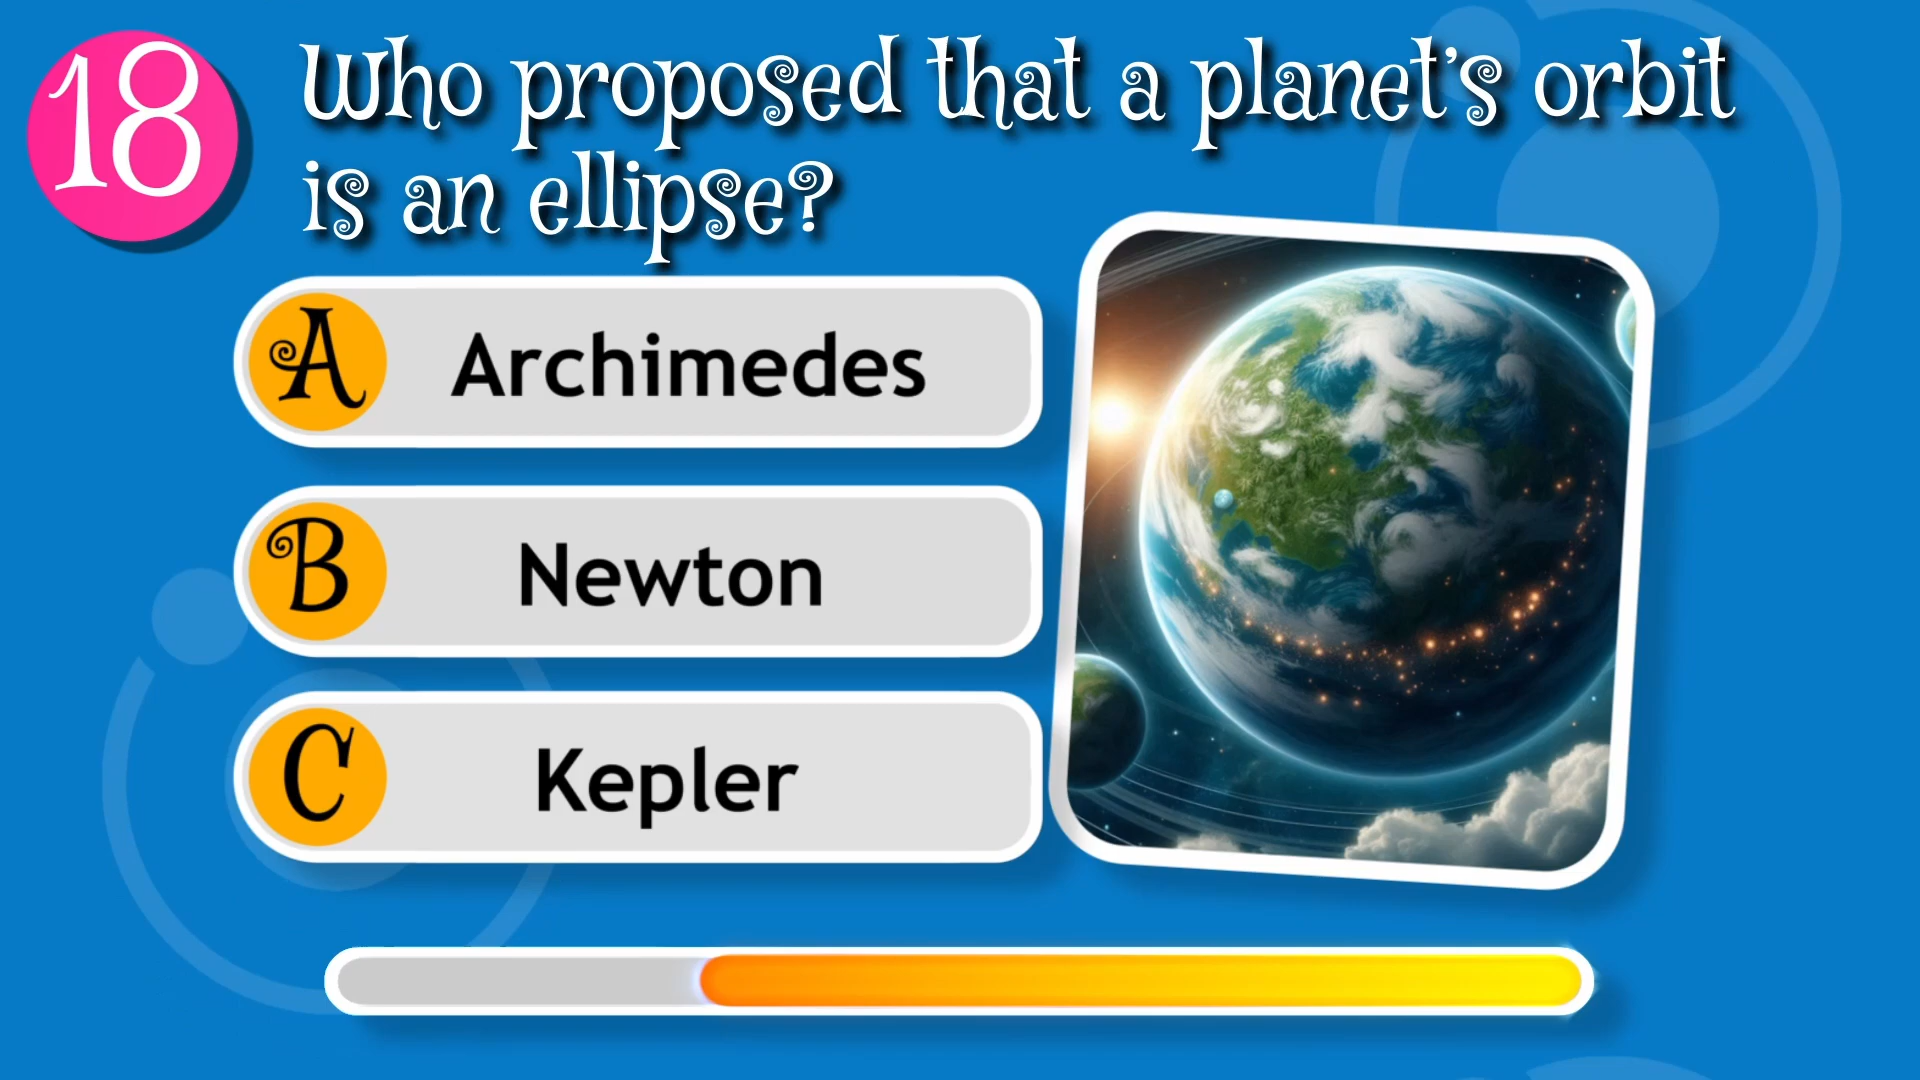 18
Who proposed that a planet's orbit
is an ellipse?
A Archimedes
B Newton
C Kepler